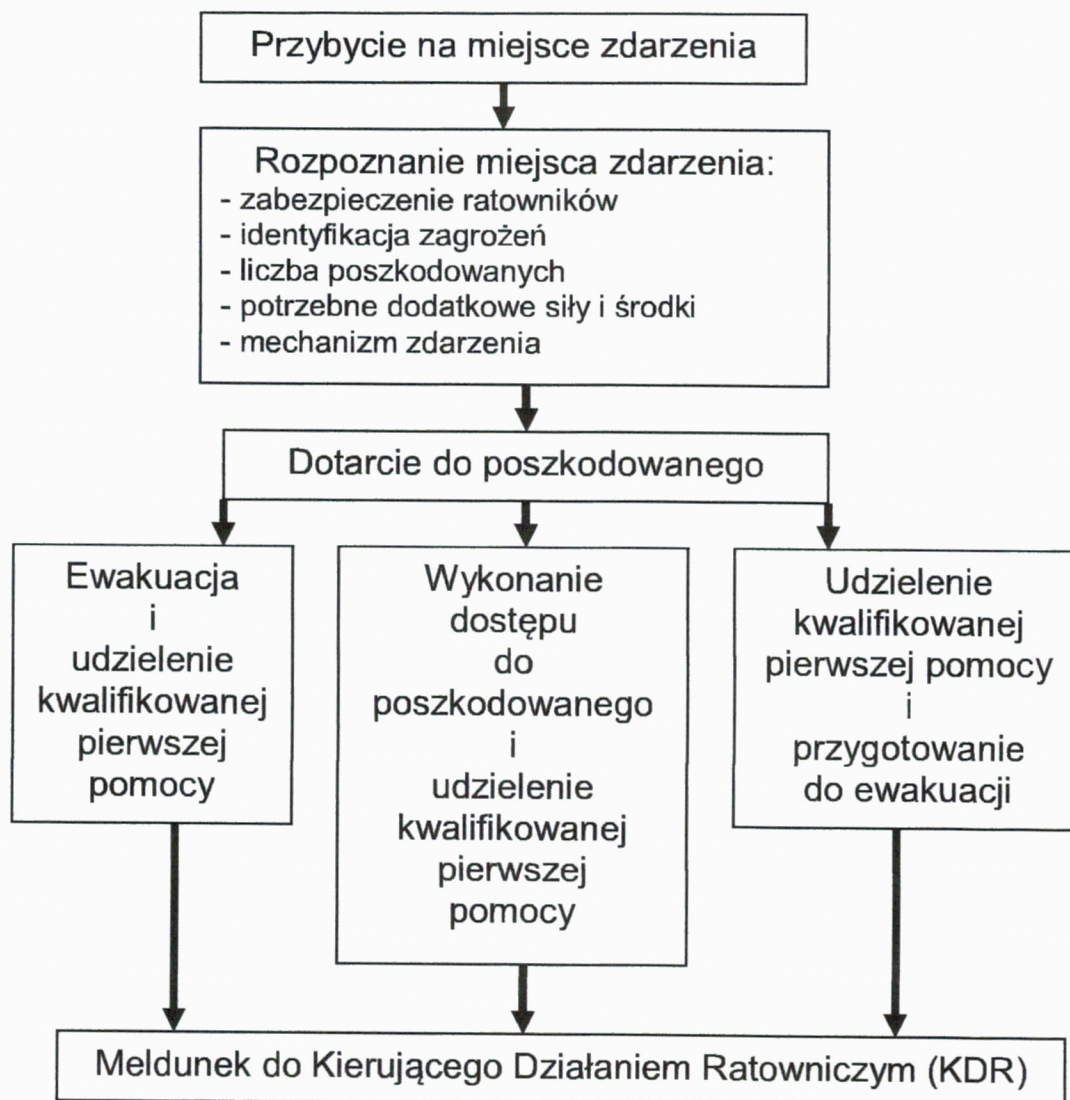 Przybycie na miejsce zdarzenia
Rozpoznanie miejsca zdarzenia:
- zabezpieczenie ratowników
- identyfikacja zagrożeń
- liczba poszkodowanych
- potrzebne dodatkowe siły i środki
- mechanizm zdarzenia
Dotarcie do poszkodowanego
Ewakuacja
i
udzielenie
kwalifikowanej
pierwszej
pomocy
Wykonanie
dostępu
do
poszkodowanego
i
udzielenie
kwalifikowanej
pierwszej
pomocy
Udzielenie
kwalifikowanej
pierwszej pomocy
i
przygotowanie
do ewakuacji
Meldunek do Kierującego Działaniem Ratowniczym (KDR)